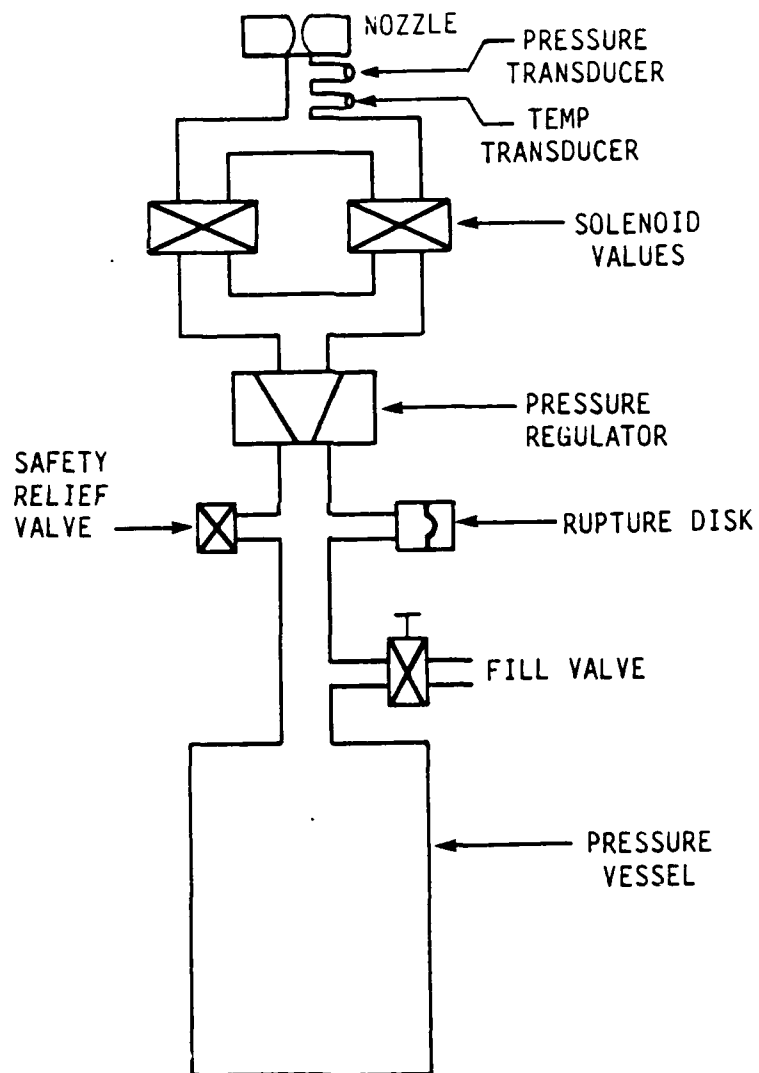 NOZZLE
PRESSURE
TRANSDUCER
TEMP
TRANSDUCER
SOLENOID
VALUES
PRESSURE
REGULATOR
SAFETY
RELIEF
VALVE
RUPTURE DISK
FILL VALVE
PRESSURE
VESSEL